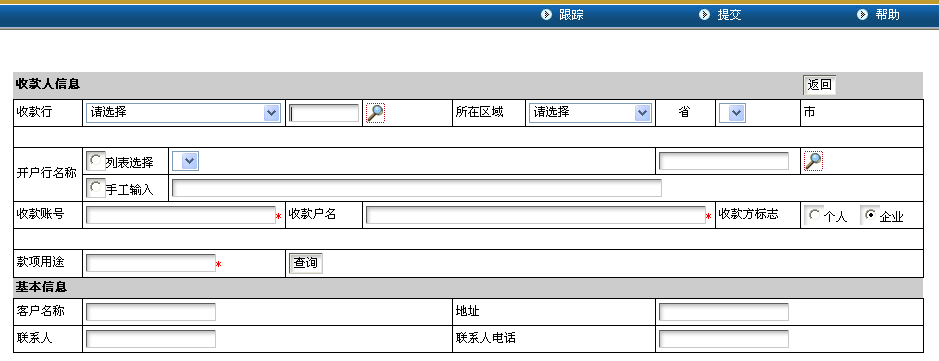 跟踪 提交 帮助
收款人信息 返回
收款行 请选择 所在区域 请选择 省 市
开户行名称 列表选择
手工输入
收款账号 * 收款户名 * 收款方标志 个人 企业
款项用途 * 查询
基本信息
客户名称 地址
联系人 联系人电话